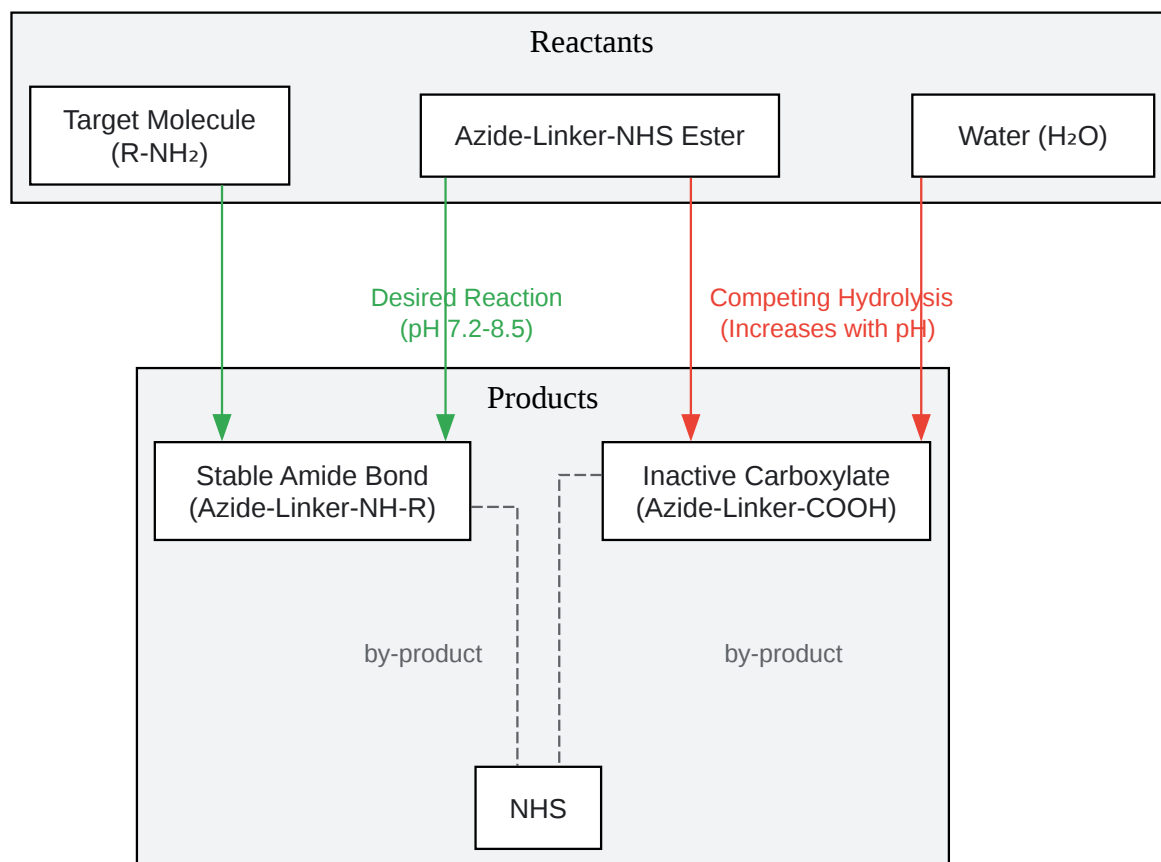 Reactants
Target Molecule
(R-NH₂)
Azide-Linker-NHS Ester
Water (H₂O)
Desired Reaction
(pH 7.2-8.5)
Competing Hydrolysis
(Increases with pH)
Products
Stable Amide Bond
(Azide-Linker-NH-R)
Inactive Carboxylate
(Azide-Linker-COOH)
by-product
by-product
NHS